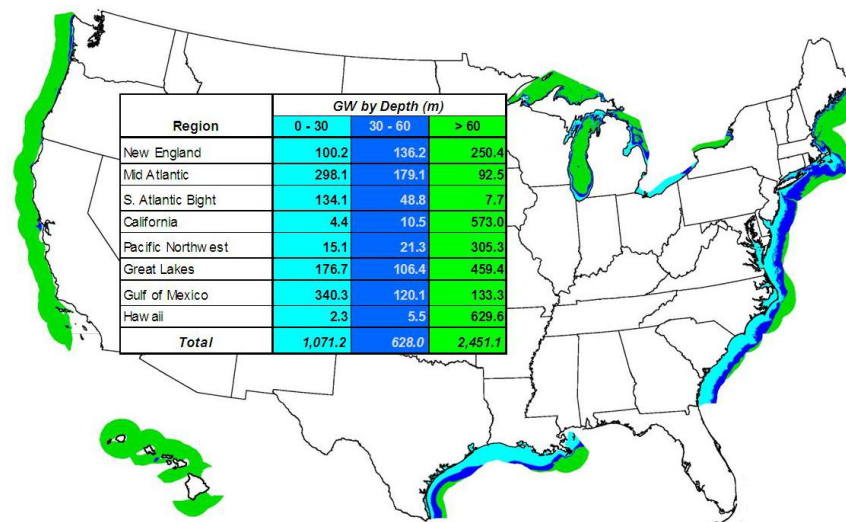 GW by Depth (m)
Region 0 - 30 30 - 60 > 60
New England 100.2 136.2 250.4
Mid Atlantic 298.1 179.1 92.5
S. Atlantic Bight 134.1 48.8 7.7
California 4.4 10.5 573.0
Pacific Northwest 15.1 21.3 305.3
Great Lakes 176.7 106.4 459.4
Gulf of Mexico 340.3 120.1 133.3
Hawaii 2.3 5.5 629.6
Total 1,071.2 628.0 2,451.1